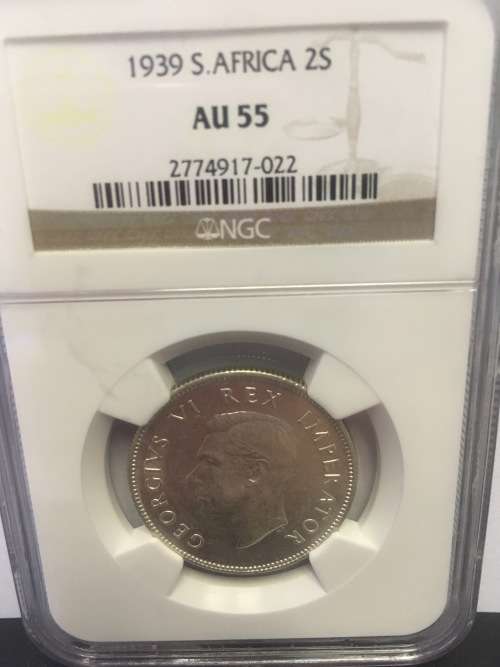 1939 S.AFRICA 2S
AU 55
2774917-022
NGC
GEORGIVS VI REX IMPERATOR